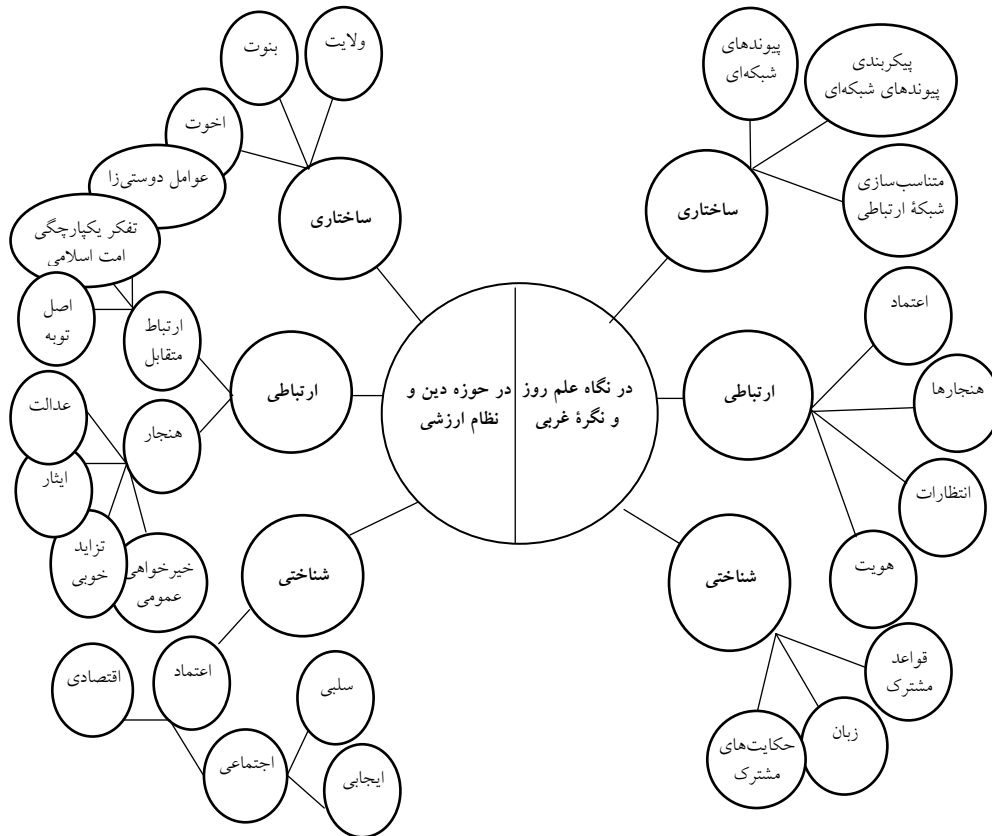 در نگاه علم روز
و نگرهٔ غربی
در حوزه دین و
نظام ارزشی
ساختاری
پیوندهای
شبکه‌ای
پیکربندی
پیوندهای شبکه‌ای
متناسب‌سازی
شبکهٔ ارتباطی
ارتباطی
اعتماد
هنجارها
انتظارات
هویت
شناختی
قواعد
مشترک
زبان
حکایت‌های
مشترک
ساختاری
ولایت
بنوت
اخوت
ارتباطی
ارتباط
متقابل
عوامل دوستی‌زا
تفکر یکپارچگی
امت اسلامی
اصل
توبه
هنجار
عدالت
ایثار
تزاید
خوبی
خیرخواهی
عمومی
شناختی
اعتماد
اقتصادی
اجتماعی
سلبی
ایجابی